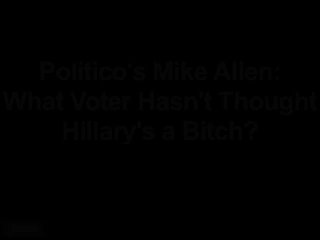 Politico's Mike Allen:
What Voter Hasn't Thought
Hillary's a Bitch?